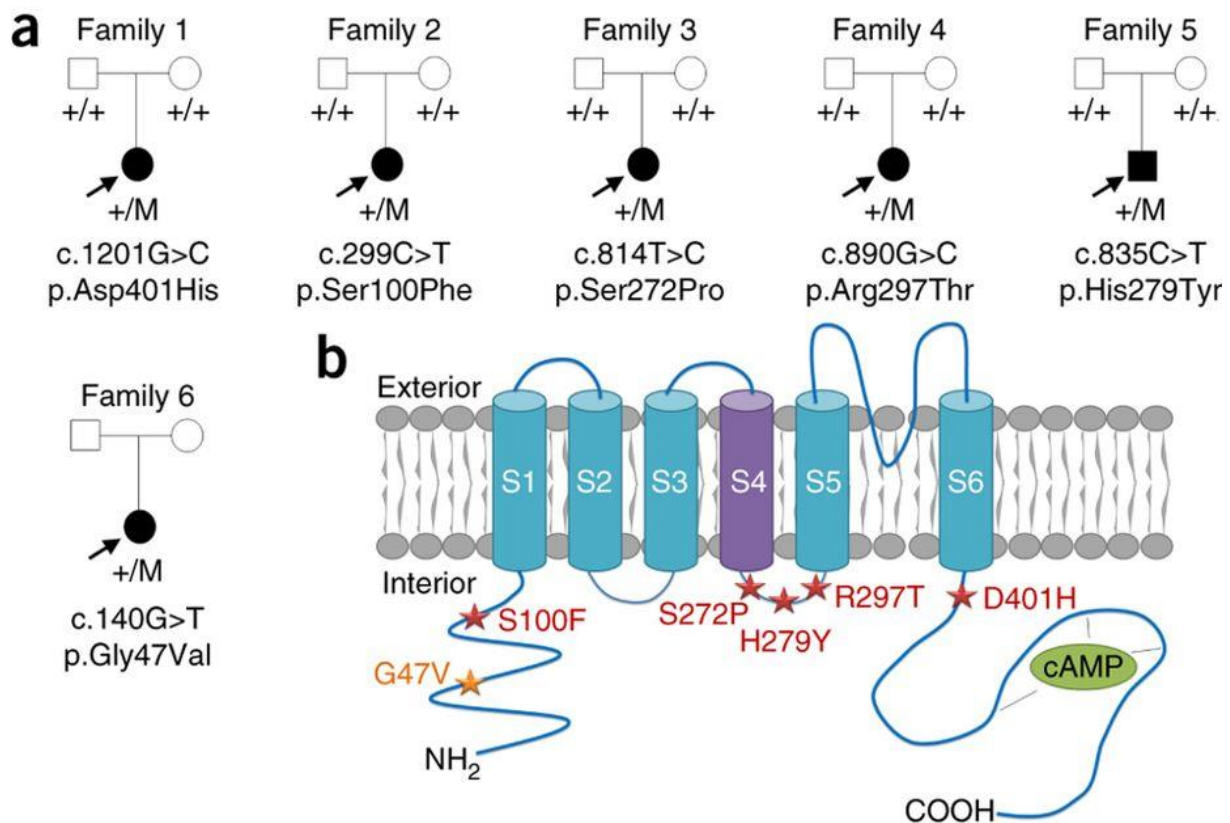 a
Family 1
+/+ +/+
+/M
c.1201G>C
p.Asp401His
Family 2
+/+ +/+
+/M
c.299C>T
p.Ser100Phe
Family 3
+/+ +/+
+/M
c.814T>C
p.Ser272Pro
Family 4
+/+ +/+
+/M
c.890G>C
p.Arg297Thr
Family 5
+/+ +/+.
+/M
c.835C>T
p.His279Tyr
Family 6
+/M
c.140G>T
p.Gly47Val
b
Exterior
S1 S2 S3 S4 S5 S6
Interior
S100F
G47V
NH2
S272P
H279Y
R297T
D401H
cAMP
COOH